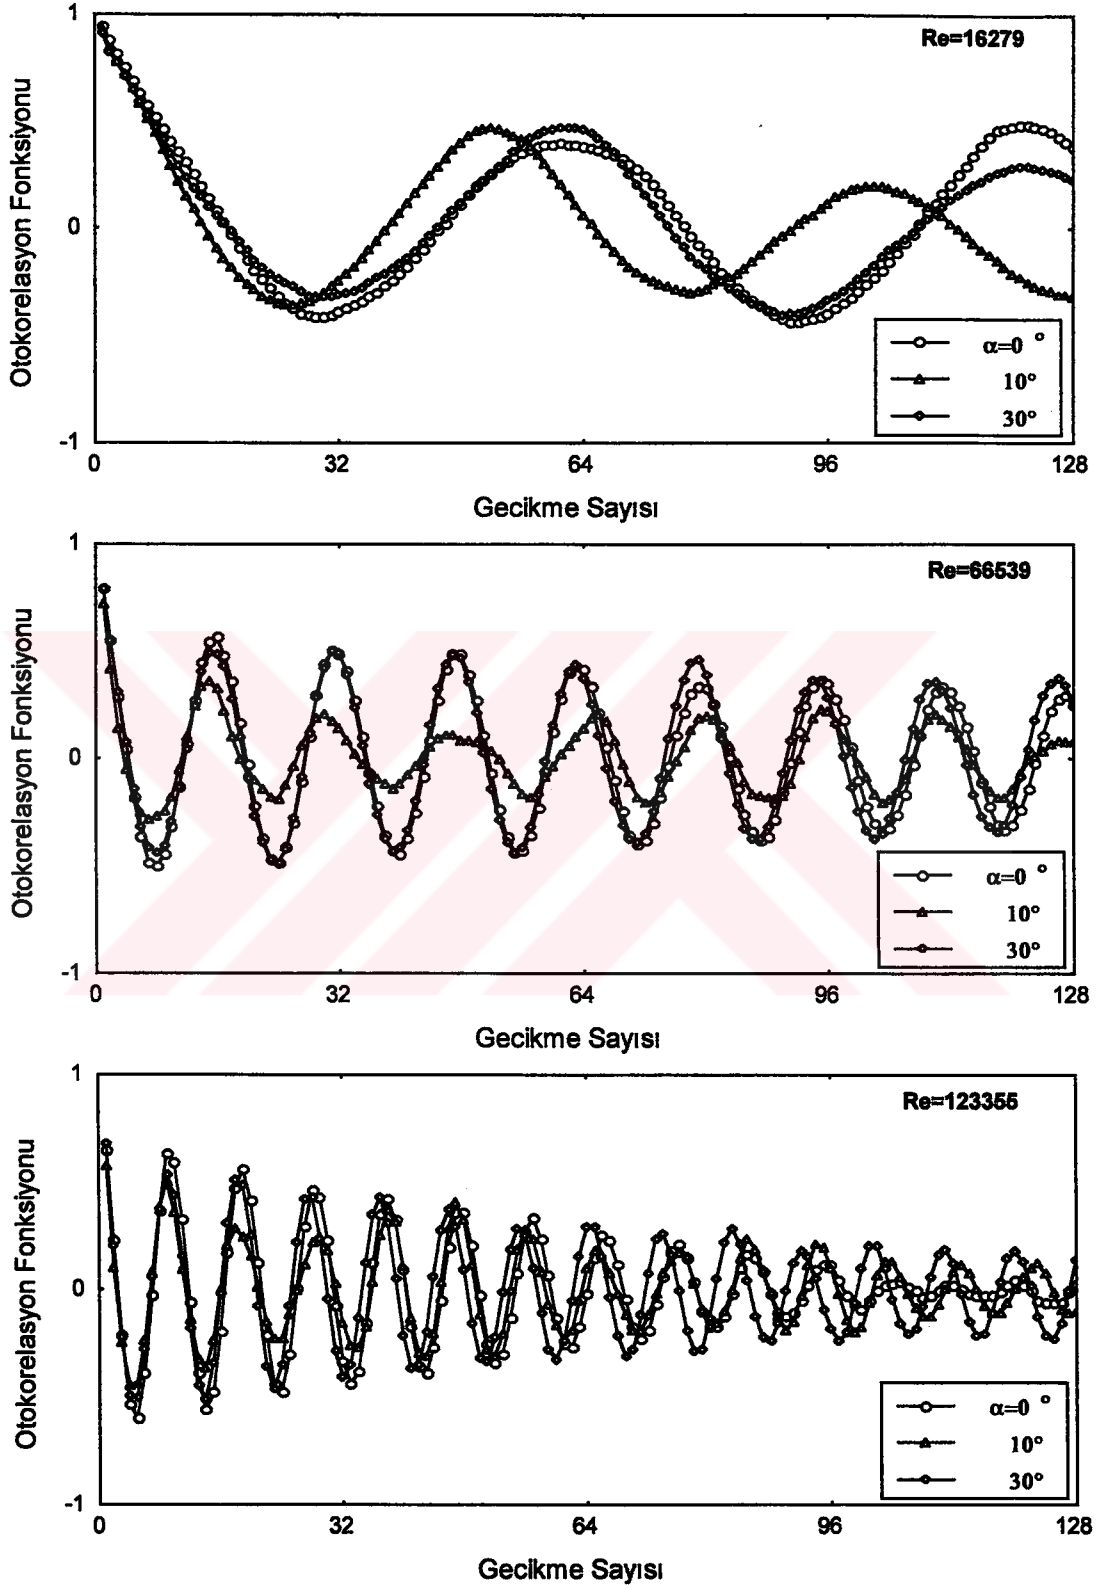 1
Re=16279
Otokorelasyon Fonksiyonu
0
α=0 °
10°
30°
-1
0 32 64 96 128
Gecikme Sayısı
1
Re=66539
Otokorelasyon Fonksiyonu
0
α=0 °
10°
30°
-1
0 32 64 96 128
Gecikme Sayısı
1
Re=123355
Otokorelasyon Fonksiyonu
0
α=0 °
10°
30°
-1
0 32 64 96 128
Gecikme Sayısı